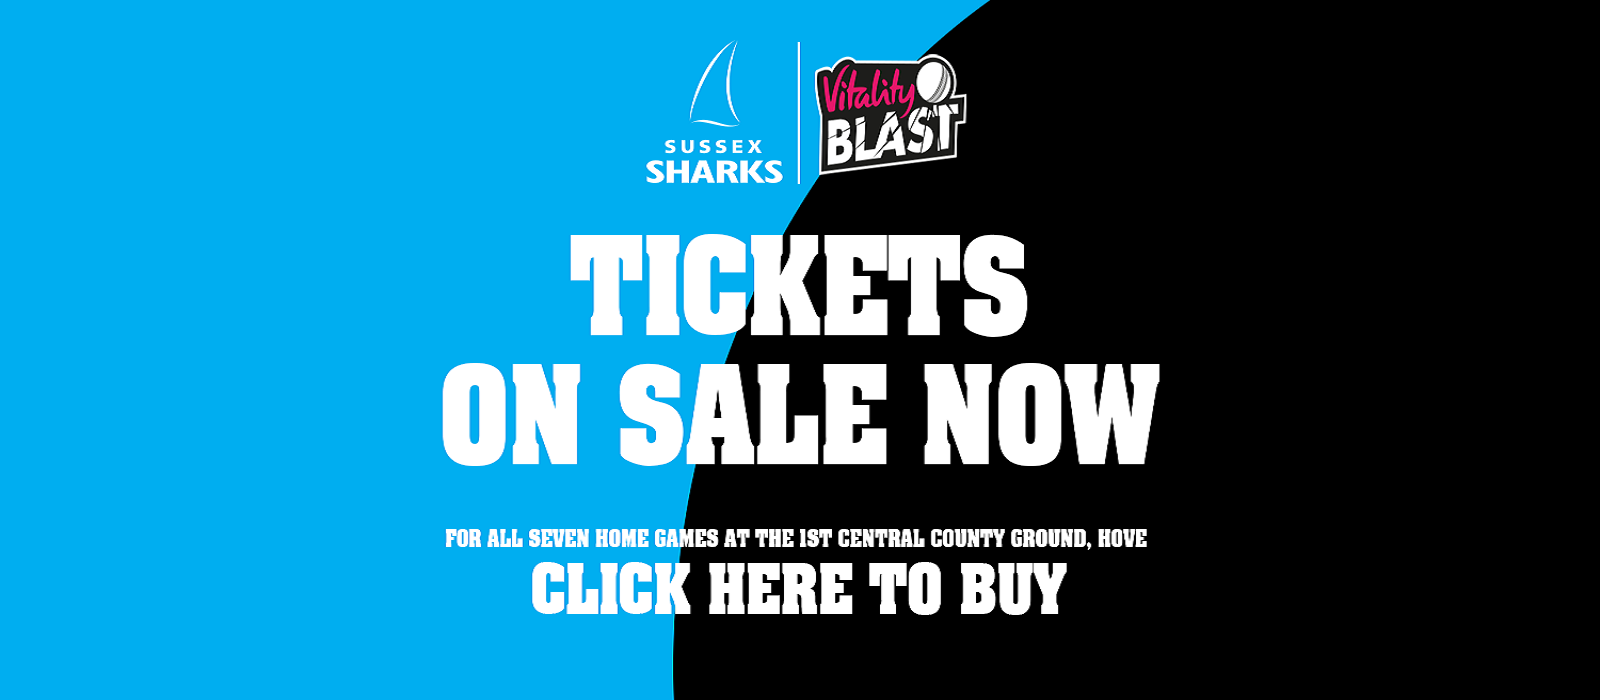 SUSSEX
SHARKS
Vitality
BLAST
TICKETS
ON SALE NOW
FOR ALL SEVEN HOME GAMES AT THE 1ST CENTRAL COUNTY GROUND, HOVE
CLICK HERE TO BUY